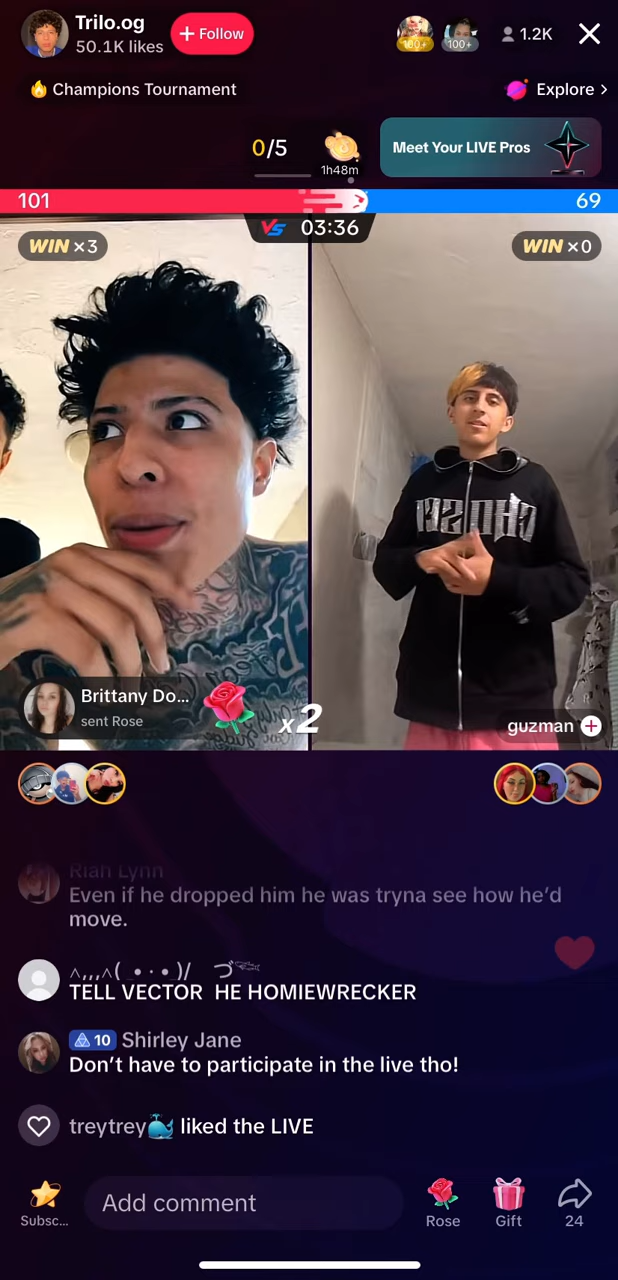 Trilo.og
50.1K likes
+ Follow
100+
100+
1.2K
Champions Tournament
Explore >
0/5
1h48m
Meet Your LIVE Pros
101
69
VS 03:36
WIN ×3
WIN ×0
Brittany Do...
sent Rose
x2
guzman
Riah Lynn
Even if he dropped him he was tryna see how he’d
move.
TELL VECTOR HE HOMIEWRECKER
10 Shirley Jane
Don’t have to participate in the live tho!
treytrey🐳 liked the LIVE
Subsc...
Add comment
Rose
Gift
24